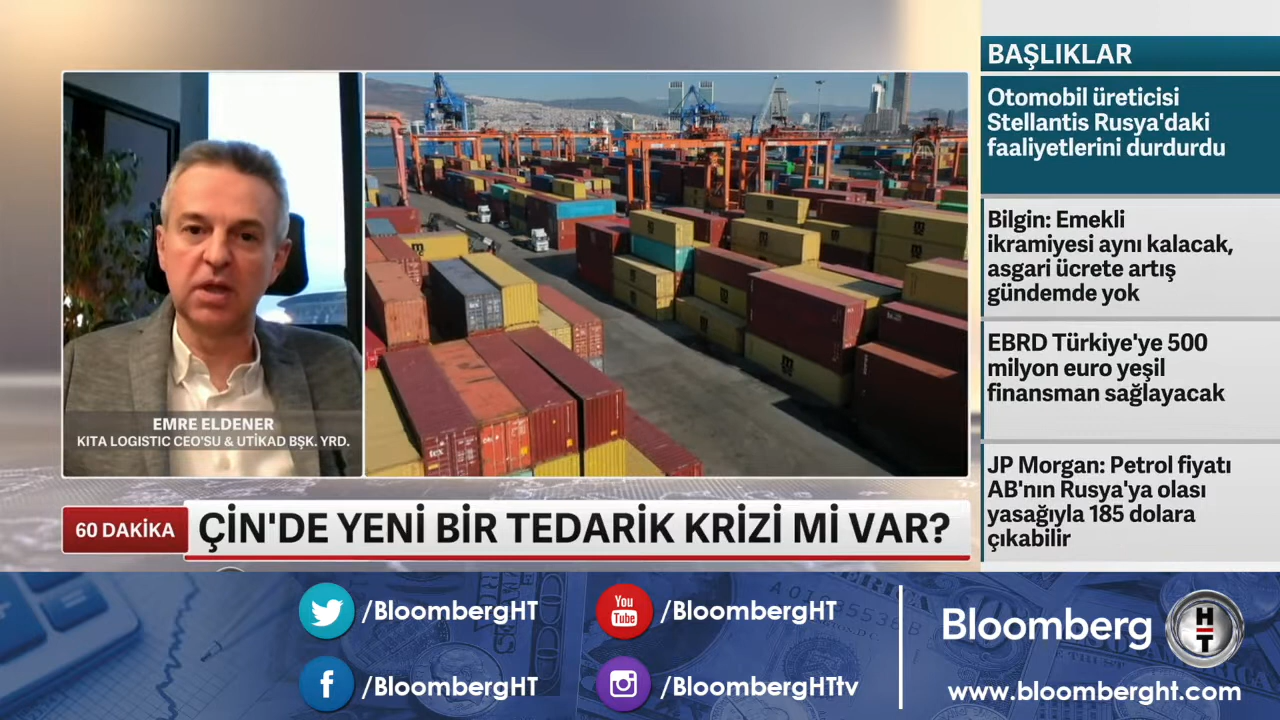 BAŞLIKLAR
Otomobil üreticisi
Stellantis Rusya'daki
faaliyetlerini durdurdu
Bilgin: Emekli
ikramiyesi aynı kalacak,
asgari ücrete artış
gündemde yok
EBRD Türkiye'ye 500
milyon euro yeşil
finansman sağlayacak
JP Morgan: Petrol fiyatı
AB'nın Rusya'ya olası
yasağıyla 185 dolara
çıkabilir
EMRE ELDENER
KITA LOGISTIC CEO'SU & UTİKAD BŞK. YRD.
60 DAKİKA
ÇİN'DE YENİ BİR TEDARİK KRİZİ Mİ VAR?
/BloombergHT
You Tube /BloombergHT
/BloombergHT
/BloombergHTtv
Bloomberg HT
www.bloomberght.com